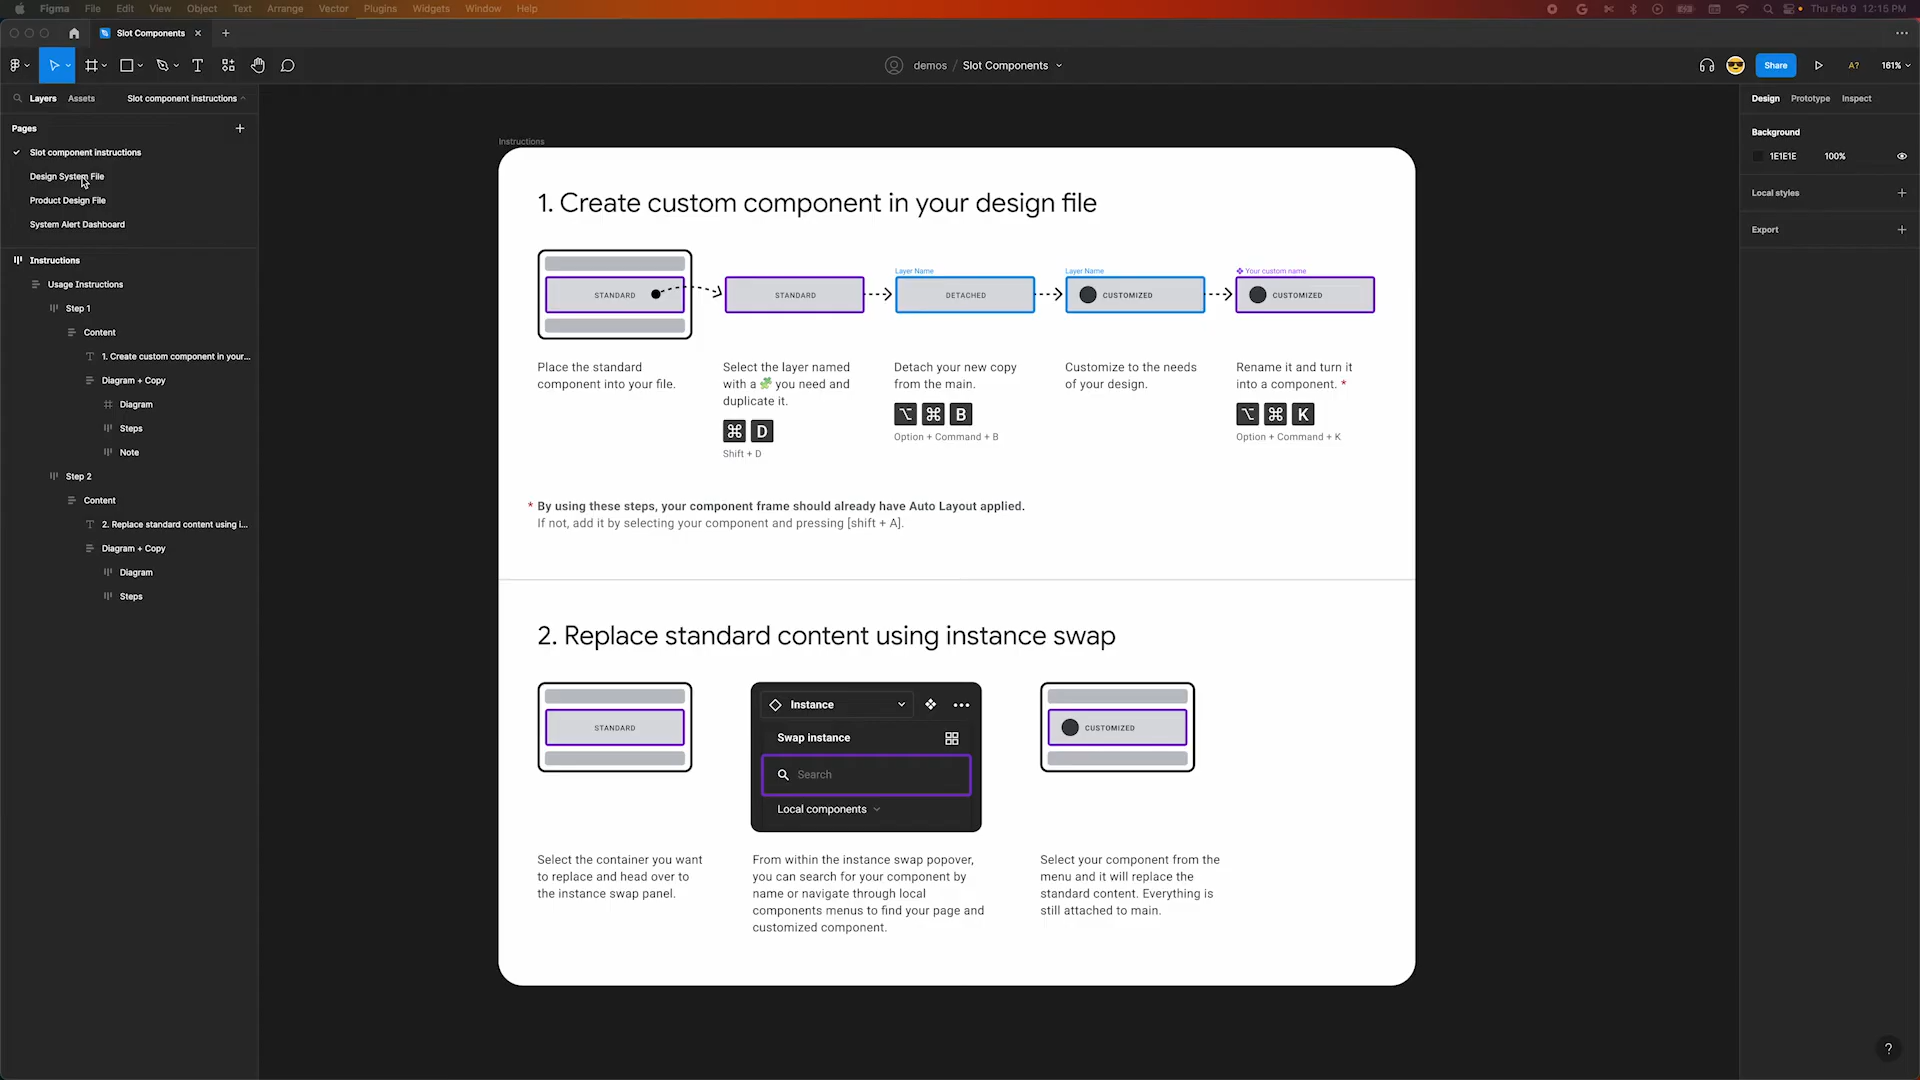 Figma File Edit View Object Text Arrange Vector Plugins Widgets Window Help
Thu Feb 9 12:15 PM
Slot Components
demos / Slot Components
Share
A?
161%
Layers Assets Slot component instructions
Pages
Slot component instructions
Design System File
Product Design File
System Alert Dashboard
Instructions
Usage Instructions
Step 1
Content
1. Create custom component in your...
Diagram + Copy
Diagram
Steps
Note
Step 2
Content
2. Replace standard content using i...
Diagram + Copy
Diagram
Steps
Instructions
1. Create custom component in your design file
STANDARD
STANDARD
Layer Name
DETACHED
Layer Name
CUSTOMIZED
Your custom name
CUSTOMIZED
Place the standard
component into your file.
Select the layer named
with a you need and
duplicate it.
⌘ D
Shift + D
Detach your new copy
from the main.
⌥ ⌘ B
Option + Command + B
Customize to the needs
of your design.
Rename it and turn it
into a component. *
⌥ ⌘ K
Option + Command + K
* By using these steps, your component frame should already have Auto Layout applied.
If not, add it by selecting your component and pressing [shift + A].
2. Replace standard content using instance swap
STANDARD
Instance
Swap instance
Search
Local components
CUSTOMIZED
Select the container you want
to replace and head over to
the instance swap panel.
From within the instance swap popover,
you can search for your component by
name or navigate through local
components menus to find your page and
customized component.
Select your component from the
menu and it will replace the
standard content. Everything is
still attached to main.
Design Prototype Inspect
Background
1E1E1E 100%
Local styles
Export
?